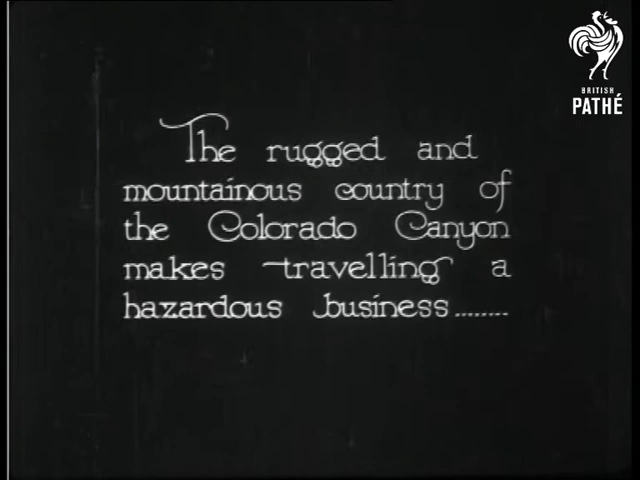 BRITISH
PATHÉ
The rugged and
mountainous country of
the Colorado Canyon
makes travelling a
hazardous business........